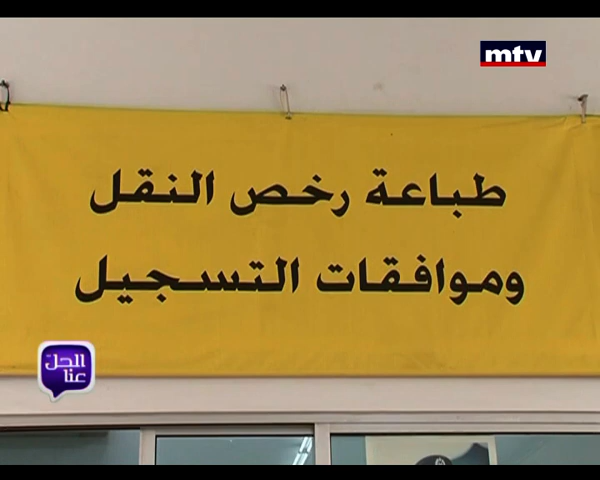 mtv
طباعة رخص النقل
وموافقات التسجيل
الحل
عنا